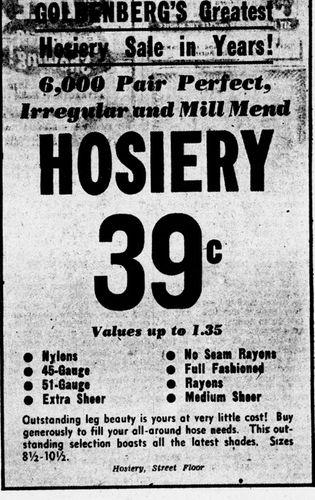 GOLDENBERG'S Greatest
Hosiery Sale in Years!
6,000 Pair Perfect,
Irregular and Mill Mend
HOSIERY
39c
Values up to 1.35
● Nylons
● 45-Gauge
● 51-Gauge
● Extra Sheer
● No Seam Rayons
● Full Fashioned
● Rayons
● Medium Sheer
Outstanding leg beauty is yours at very little cost! Buy
generously to fill your all-around hose needs. This out-
standing selection boasts all the latest shades. Sizes
8½-10½.
Hosiery, Street Floor